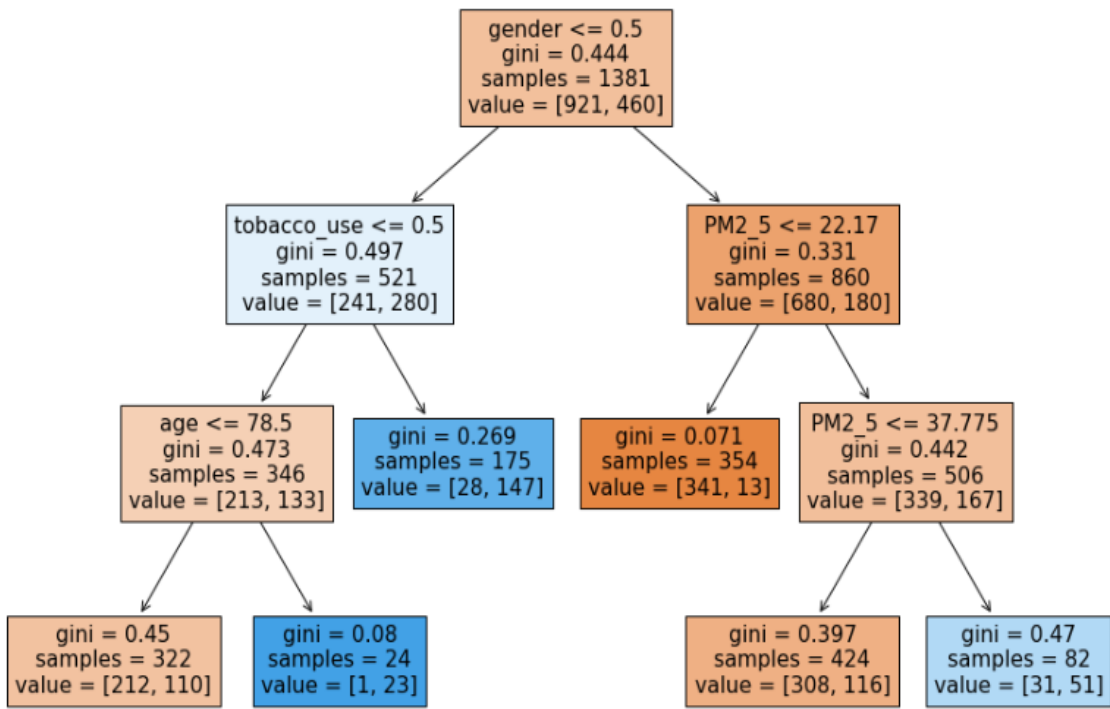 gender <= 0.5
gini = 0.444
samples = 1381
value = [921, 460]
tobacco_use <= 0.5
gini = 0.497
samples = 521
value = [241, 280]
PM2_5 <= 22.17
gini = 0.331
samples = 860
value = [680, 180]
age <= 78.5
gini = 0.473
samples = 346
value = [213, 133]
gini = 0.269
samples = 175
value = [28, 147]
gini = 0.071
samples = 354
value = [341, 13]
PM2_5 <= 37.775
gini = 0.442
samples = 506
value = [339, 167]
gini = 0.45
samples = 322
value = [212, 110]
gini = 0.08
samples = 24
value = [1, 23]
gini = 0.397
samples = 424
value = [308, 116]
gini = 0.47
samples = 82
value = [31, 51]